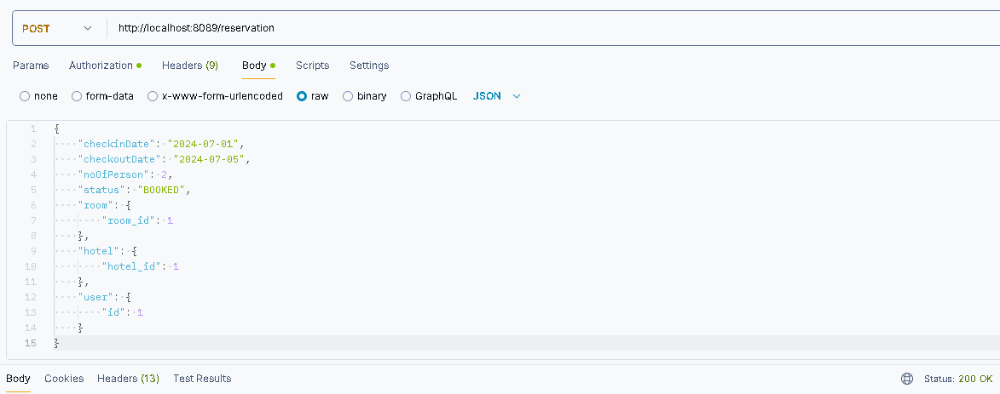 POST http://localhost:8089/reservation
Params Authorization Headers (9) Body Scripts Settings
none form-data x-www-form-urlencoded raw binary GraphQL JSON
1 {
2 "checkinDate": "2024-07-01",
3 "checkoutDate": "2024-07-05",
4 "noOfPerson": 2,
5 "status": "BOOKED",
6 "room": {
7 "room_id": 1
8 },
9 "hotel": {
10 "hotel_id": 1
11 },
12 "user": {
13 "id": 1
14 }
15 }
Body Cookies Headers (13) Test Results Status: 200 OK